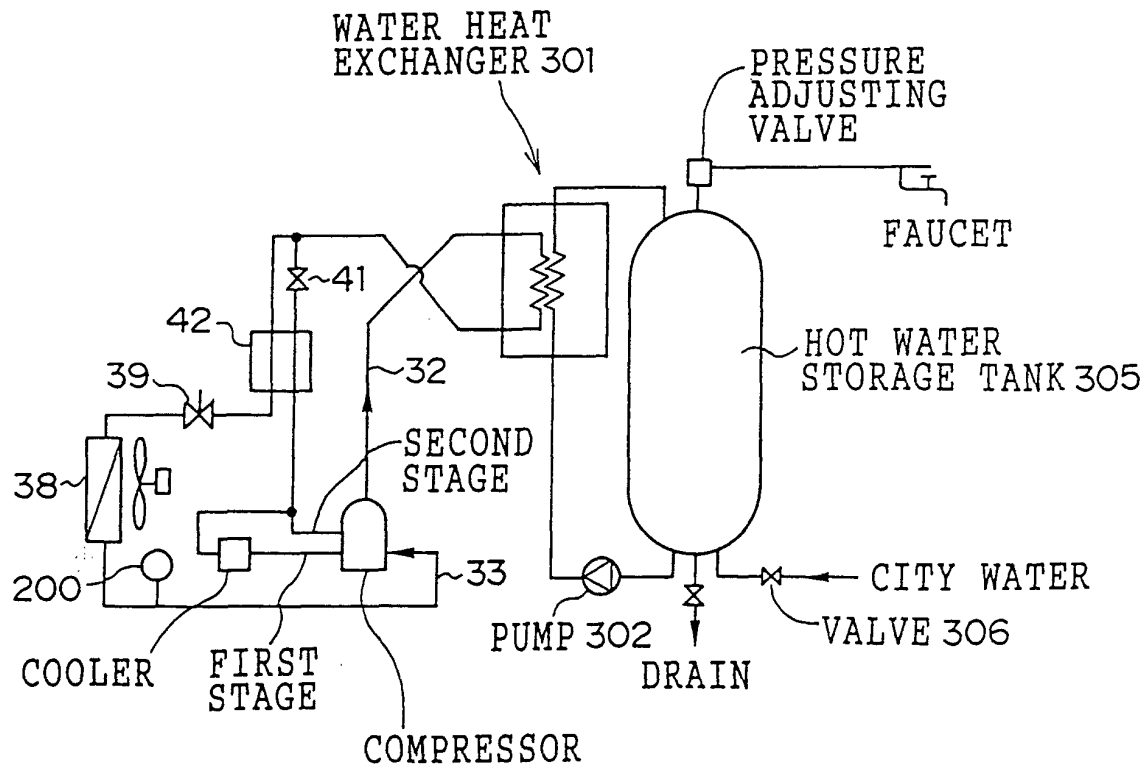 WATER HEAT
EXCHANGER 301
PRESSURE
ADJUSTING
VALVE
FAUCET
41
42
39
32
HOT WATER
STORAGE TANK 305
38
SECOND
STAGE
200
33
CITY WATER
PUMP 302
VALVE 306
DRAIN
COOLER
FIRST
STAGE
COMPRESSOR